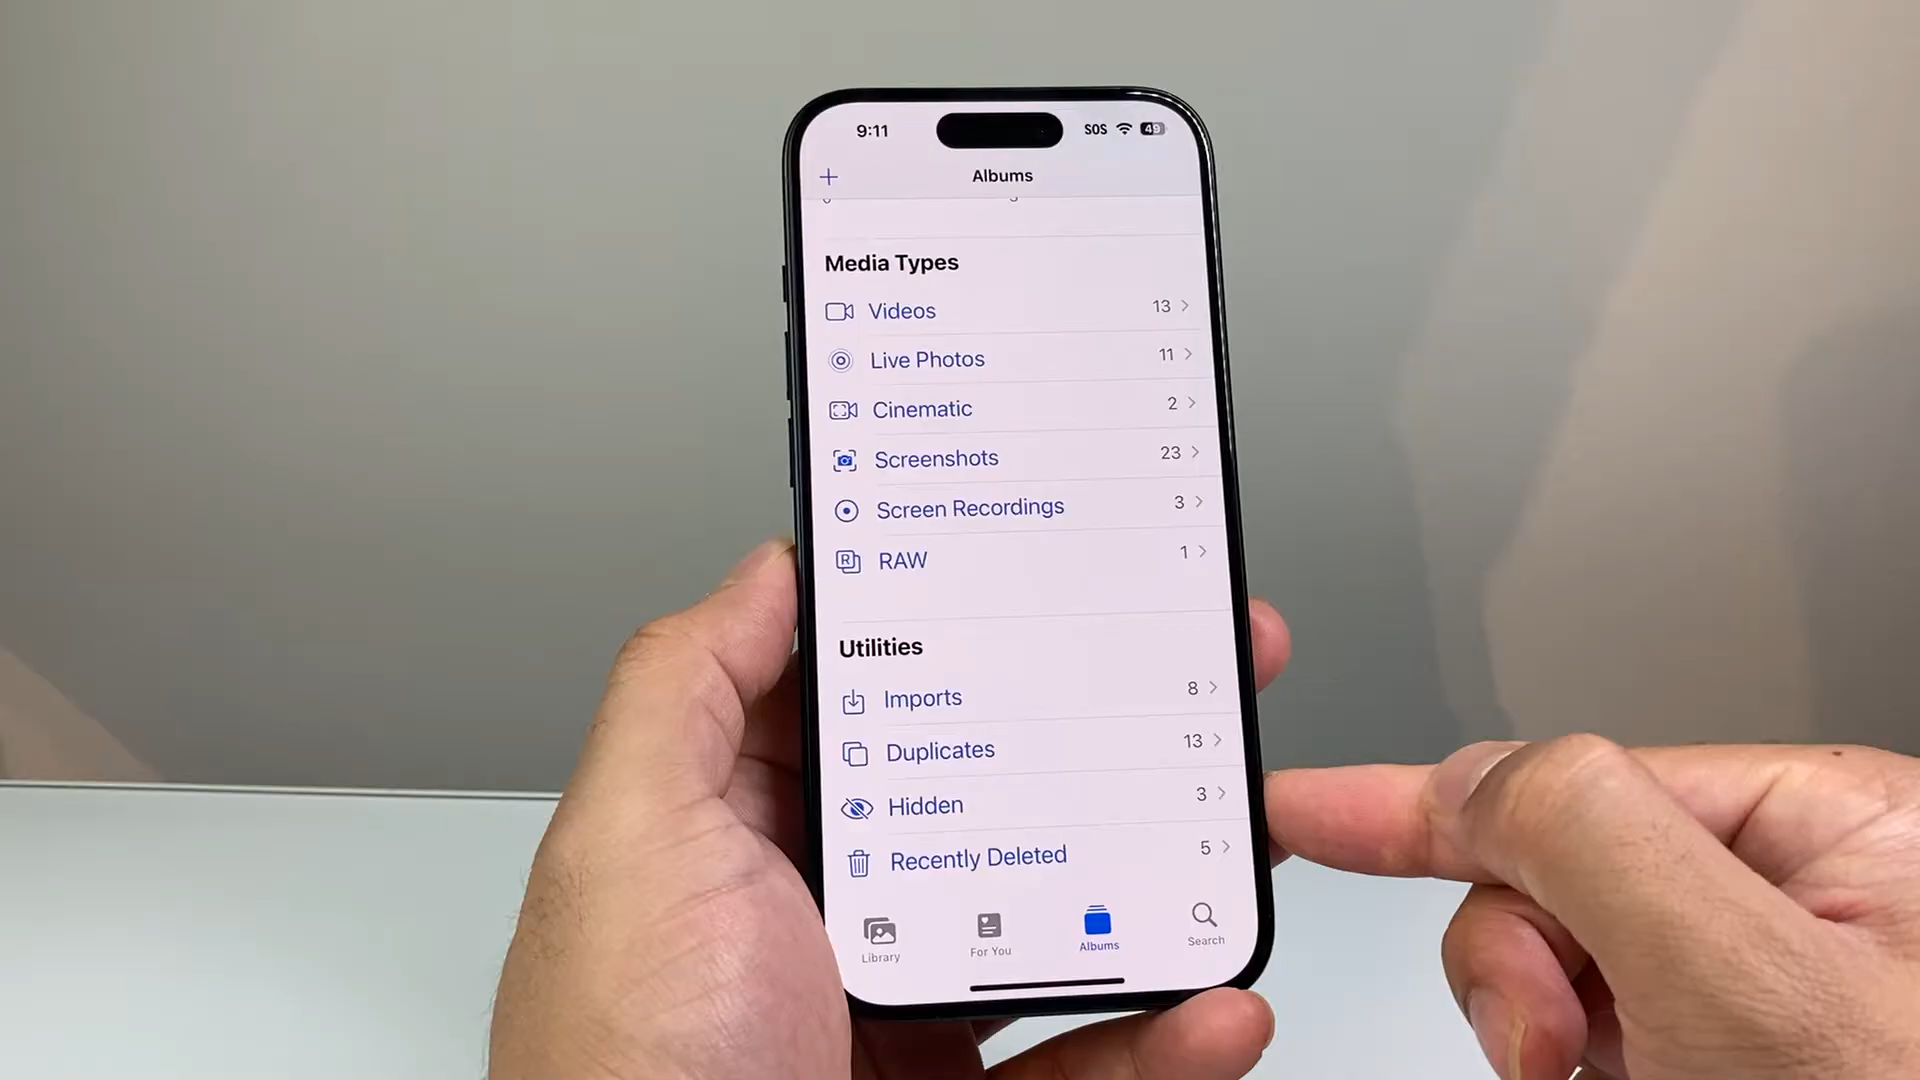 9:11
SOS 49
Albums
Media Types
Videos 13
Live Photos 11
Cinematic 2
Screenshots 23
Screen Recordings 3
RAW 1
Utilities
Imports 8
Duplicates 13
Hidden 3
Recently Deleted 5
Library For You Albums Search